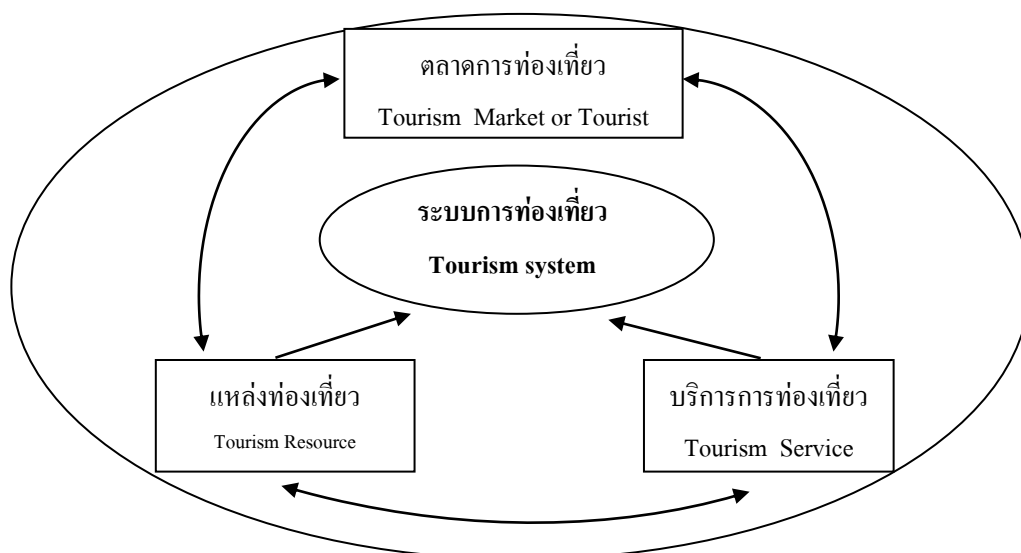 ตลาดการท่องเที่ยว
Tourism Market or Tourist
ระบบการท่องเที่ยว
Tourism system
แหล่งท่องเที่ยว
Tourism Resource
บริการการท่องเที่ยว
Tourism Service